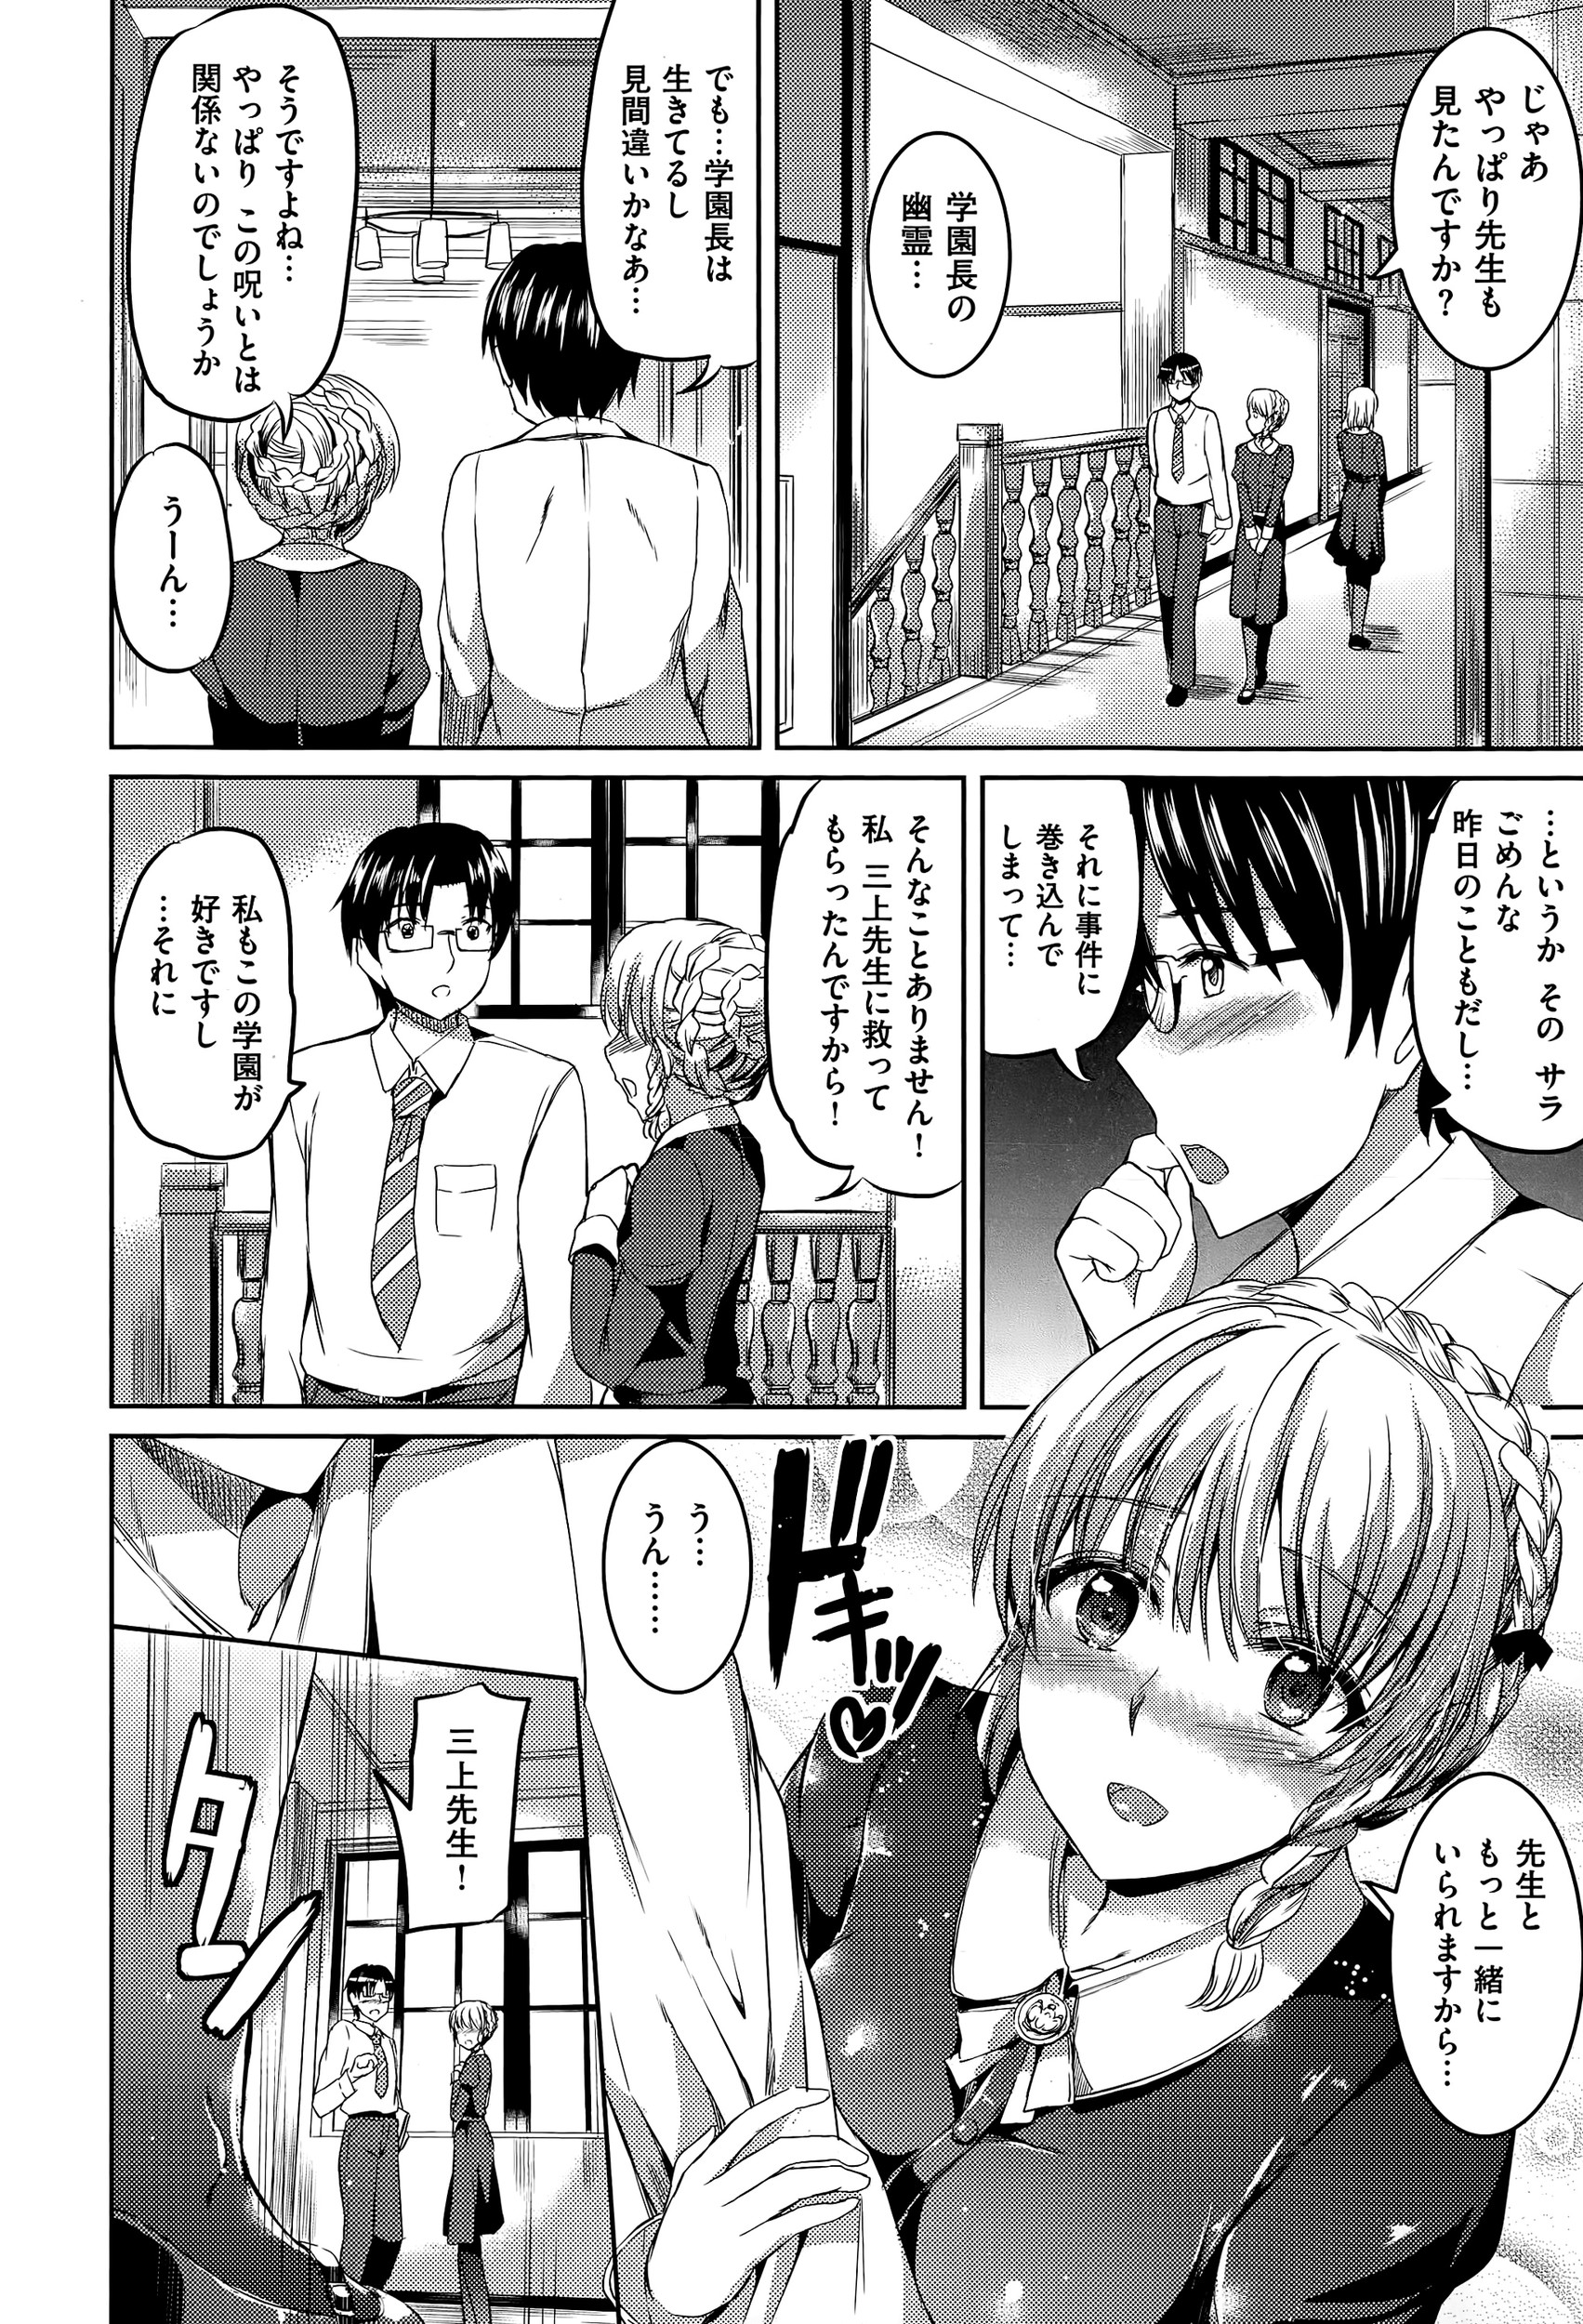 じゃあ
やっぱり先生も
見たんですか？
学園長の
幽霊…
でも…学園長は
生きてるし
見間違いかなあ…
そうですよね…
やっぱり この呪いとは
関係ないのでしょうか
うーん…
…というか その サラ
ごめんな
昨日のこともだし…
それに事件に
巻き込んで
しまって…
そんなことありません！
私 三上先生に救って
もらったんですから！
私もこの学園が
好きですし
…それに
先生と
もっと一緒に
いられますから…
ドキッ♡
う…
うん……
三上先生！
タン